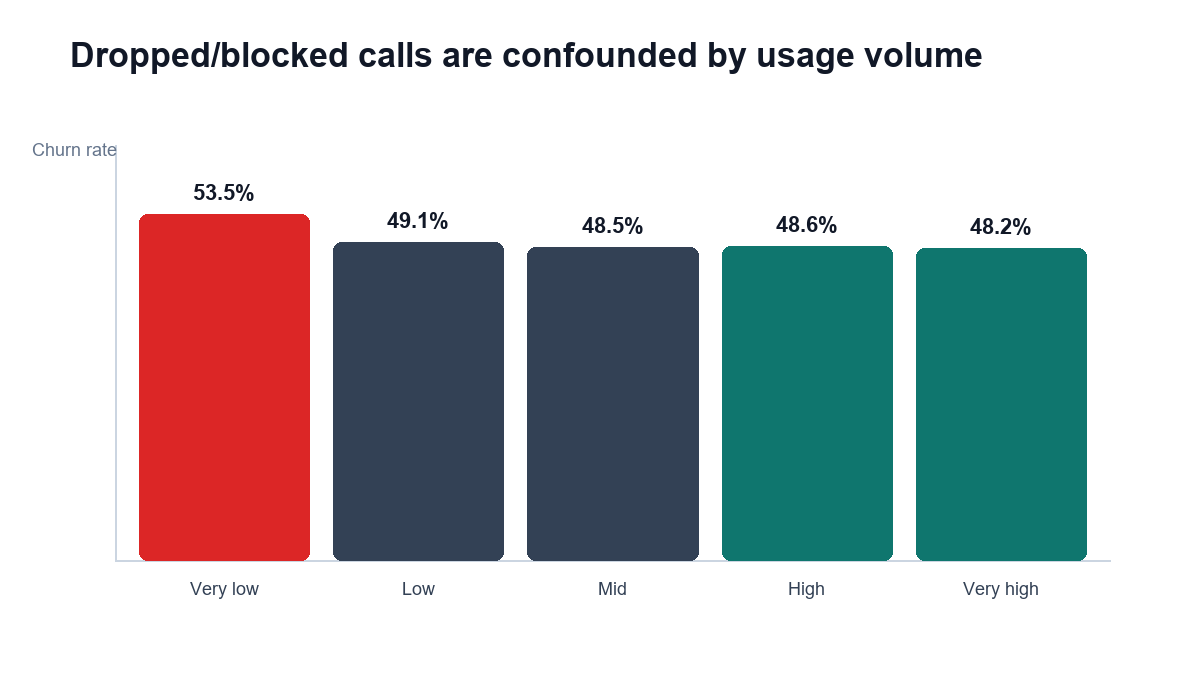 Dropped/blocked calls are confounded by usage volume
Churn rate
53.5%
49.1%
48.5%
48.6%
48.2%
Very low
Low
Mid
High
Very high